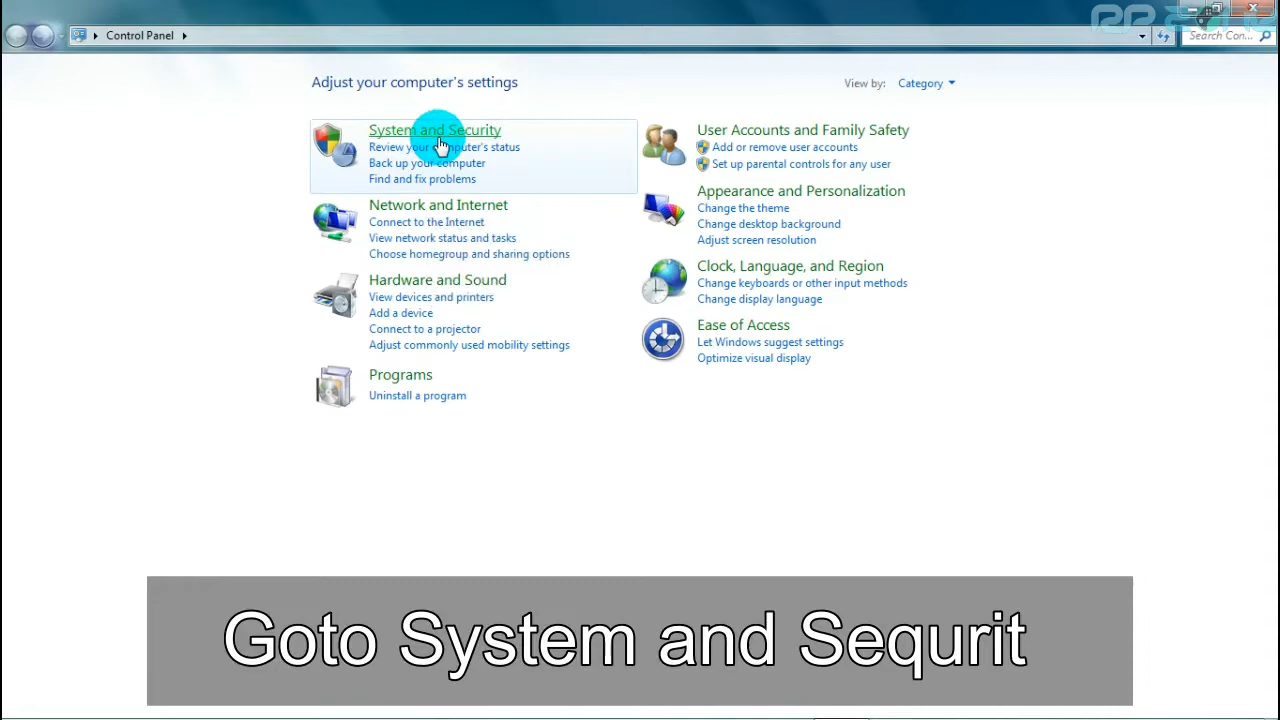 Control Panel
Search Con...
Adjust your computer's settings
View by: Category
System and Security
Review your computer's status
Back up your computer
Find and fix problems
Network and Internet
Connect to the Internet
View network status and tasks
Choose homegroup and sharing options
Hardware and Sound
View devices and printers
Add a device
Connect to a projector
Adjust commonly used mobility settings
Programs
Uninstall a program
User Accounts and Family Safety
Add or remove user accounts
Set up parental controls for any user
Appearance and Personalization
Change the theme
Change desktop background
Adjust screen resolution
Clock, Language, and Region
Change keyboards or other input methods
Change display language
Ease of Access
Let Windows suggest settings
Optimize visual display
Goto System and Sequrit